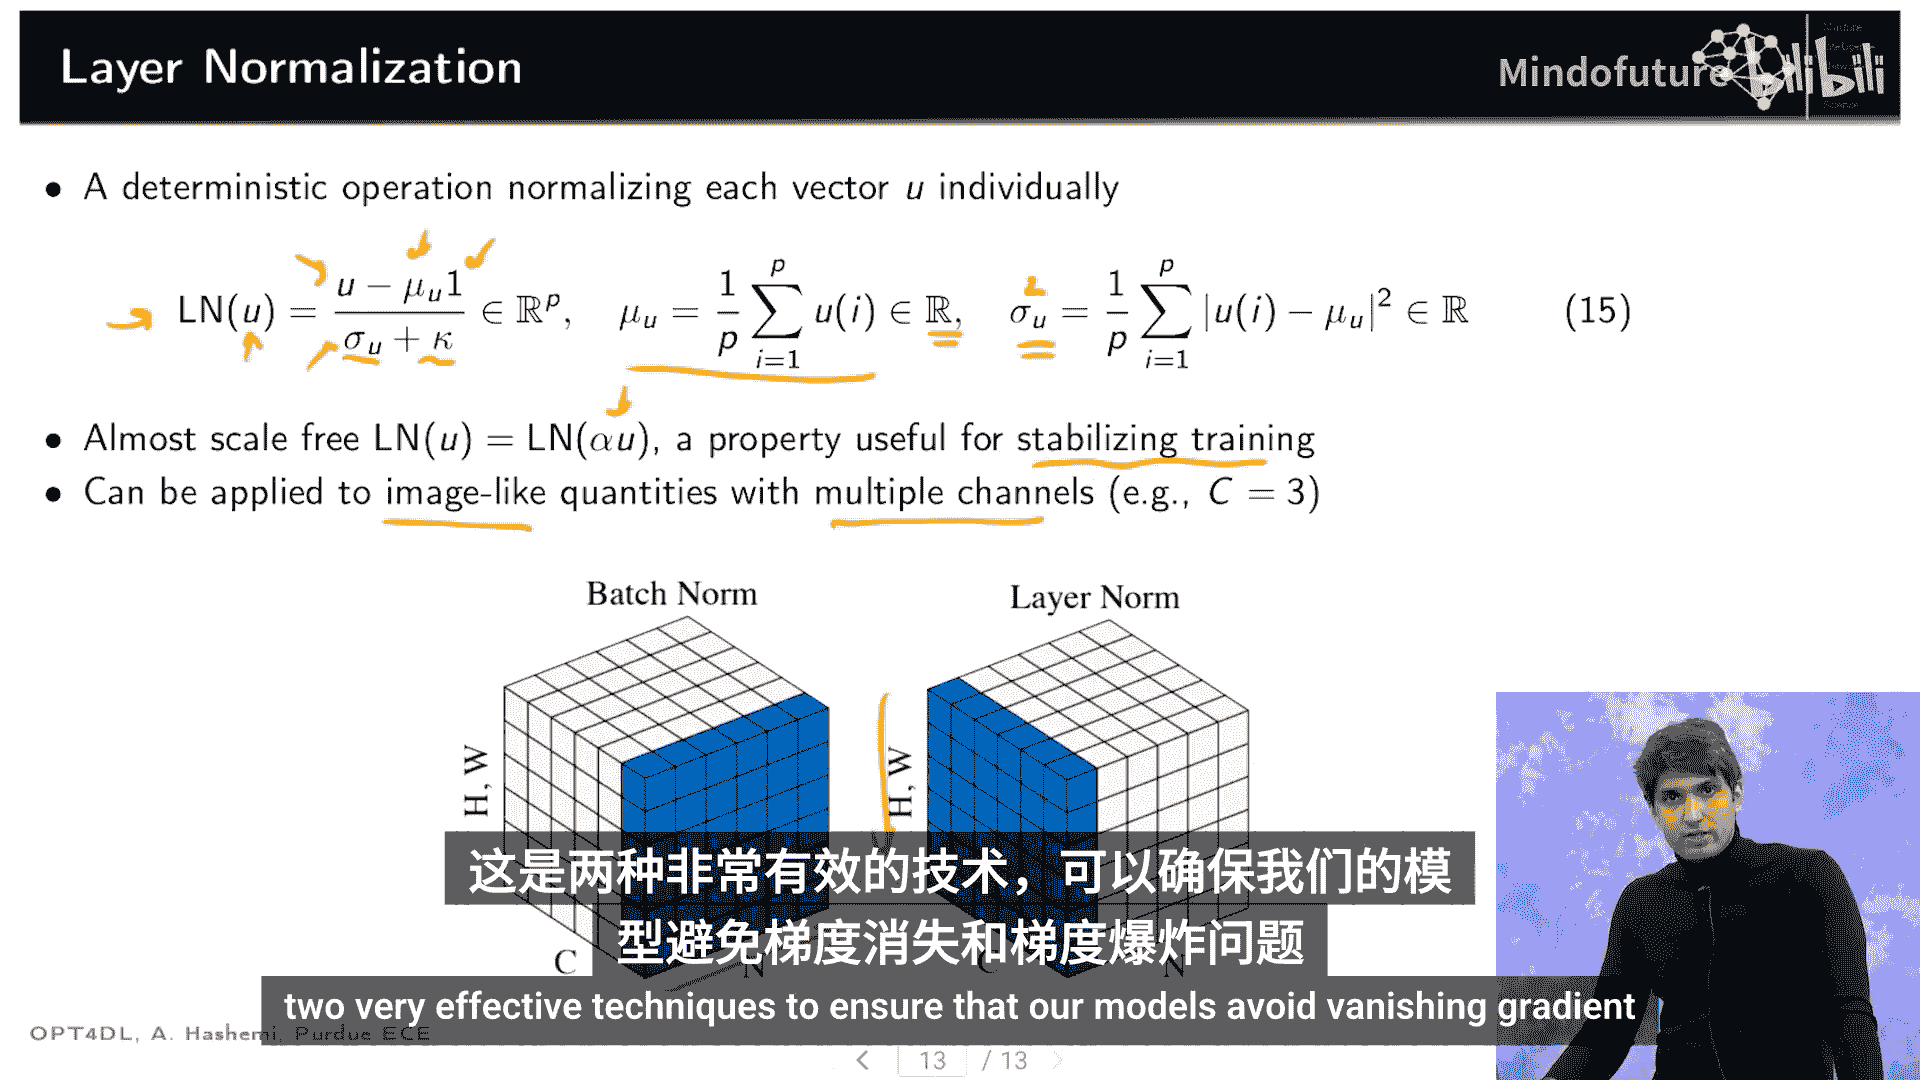 Layer Normalization
Mindofuture
bilibili
• A deterministic operation normalizing each vector u individually
LN(u) = (u − μ_u 1) / (σ_u + κ) ∈ ℝ^p, μ_u = 1/p ∑_{i=1}^{p} u(i) ∈ ℝ, σ_u^2 = 1/p ∑_{i=1}^{p} |u(i) − μ_u|^2 ∈ ℝ (15)
• Almost scale free LN(u) = LN(αu), a property useful for stabilizing training
• Can be applied to image-like quantities with multiple channels (e.g., C = 3)
Batch Norm
Layer Norm
H, W
H, W
C
N
C
N
这是两种非常有效的技术，可以确保我们的模
型避免梯度消失和梯度爆炸问题
two very effective techniques to ensure that our models avoid vanishing gradient
OPT4DL, A. Hashemi, Purdue ECE
13 / 13